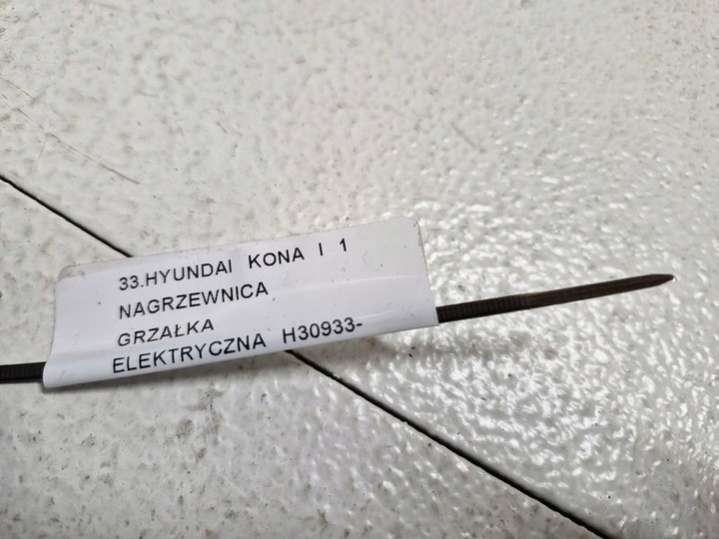 33.HYUNDAI KONA I 1
NAGRZEWNICA
GRZAŁKA
ELEKTRYCZNA H30933-